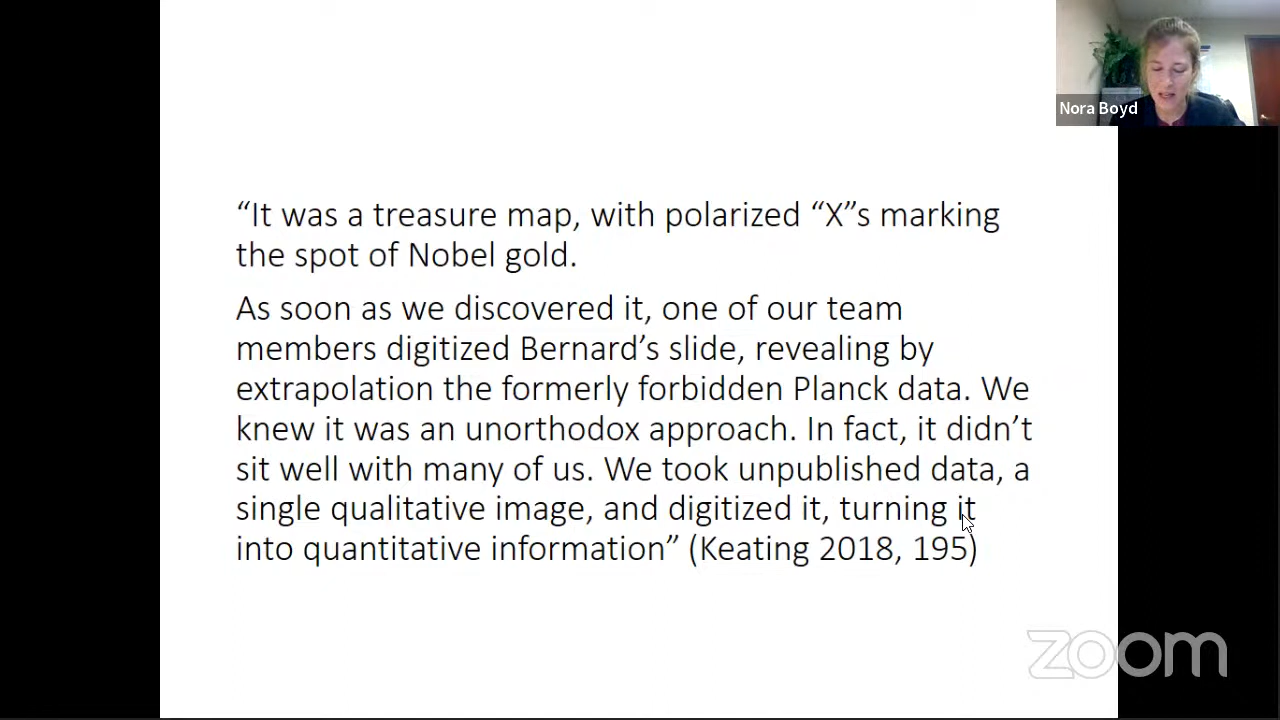 Nora Boyd
“It was a treasure map, with polarized “X”s marking
the spot of Nobel gold.
As soon as we discovered it, one of our team
members digitized Bernard’s slide, revealing by
extrapolation the formerly forbidden Planck data. We
knew it was an unorthodox approach. In fact, it didn’t
sit well with many of us. We took unpublished data, a
single qualitative image, and digitized it, turning it
into quantitative information” (Keating 2018, 195)
zoom